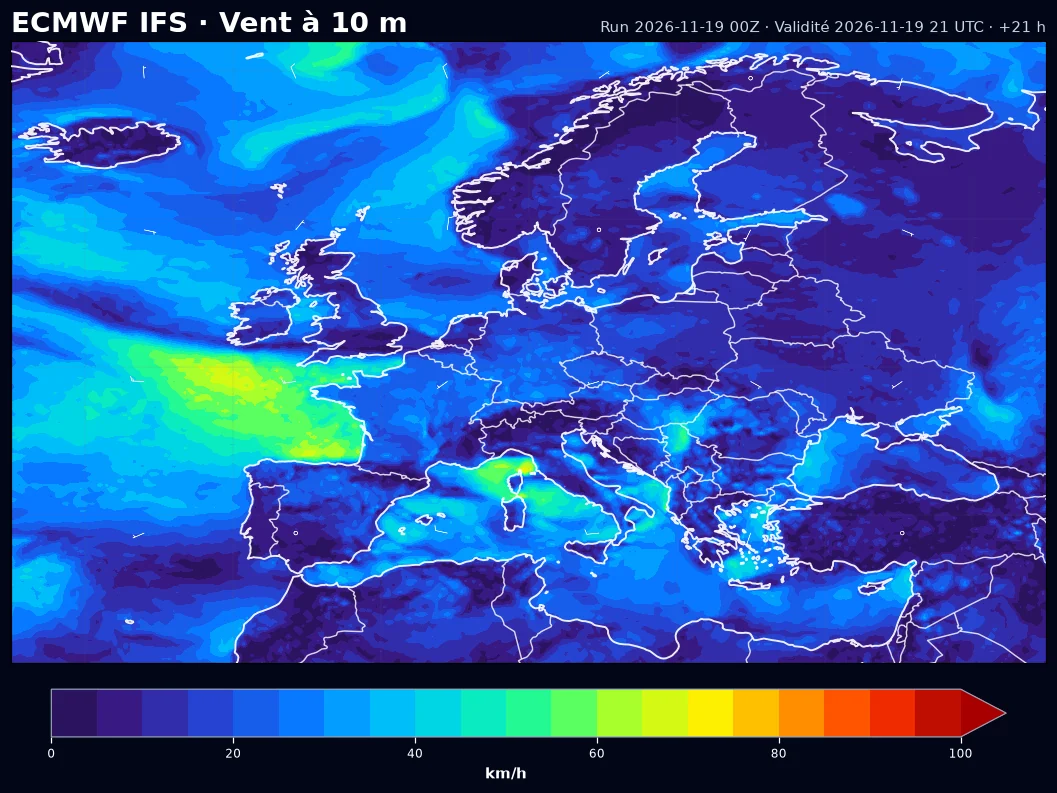 ECMWF IFS · Vent à 10 m
Run 2026-11-19 00Z · Validité 2026-11-19 21 UTC · +21 h
0 20 40 60 80 100
km/h